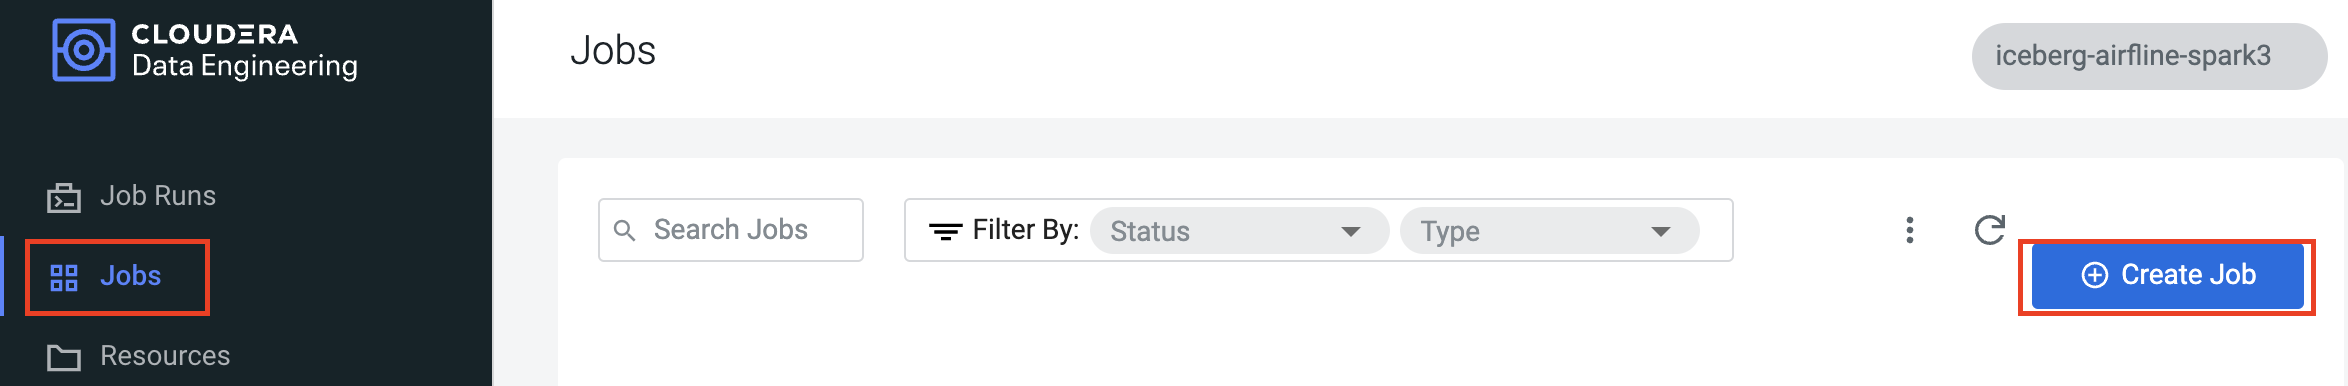 CLOUDERA
Data Engineering
Job Runs
Jobs
Resources
Jobs
iceberg-airfline-spark3
Search Jobs
Filter By: Status Type
Create Job